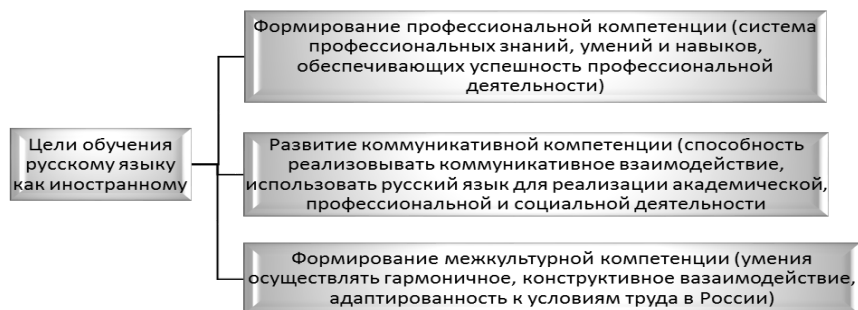 Цели обучения
русскому языку
как иностранному
Формирование профессиональной компетенции (система
профессиональных знаний, умений и навыков,
обеспечивающих успешность профессиональной
деятельности)
Развитие коммуникативной компетенции (способность
реализовывать коммуникативное взаимодействие,
использовать русский язык для реализации академической,
профессиональной и социальной деятельности
Формирование межкультурной компетенции (умения
осуществлять гармоничное, конструктивное вазаимодействие,
адаптированность к условиям труда в России)